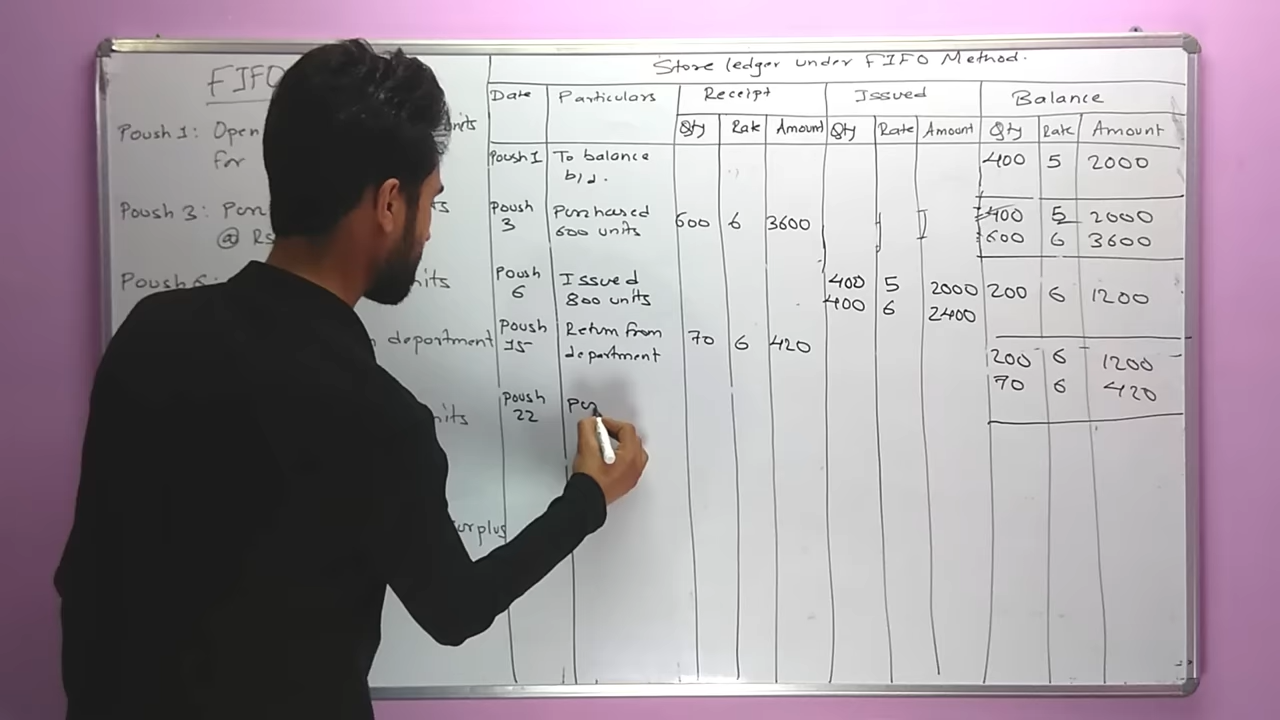 FIFO
Store ledger under FIFO Method.
Poush 1: Open units
for
Poush 3: Pur ts
@ Rs
Poush 6: nits
department
nits
surplus
Date Particulars Receipt Issued Balance
Qty Rate Amount Qty Rate Amount Qty Rate Amount
Poush 1 To balance 400 5 2000
b/d.
Poush Purchased 600 6 3600 400 5 2000
3 600 units 600 6 3600
Poush Issued 400 5 2000 200 6 1200
6 800 units 400 6 2400
Poush Return from 70 6 420 200 6 1200
15 department 70 6 420
Poush Pur
22